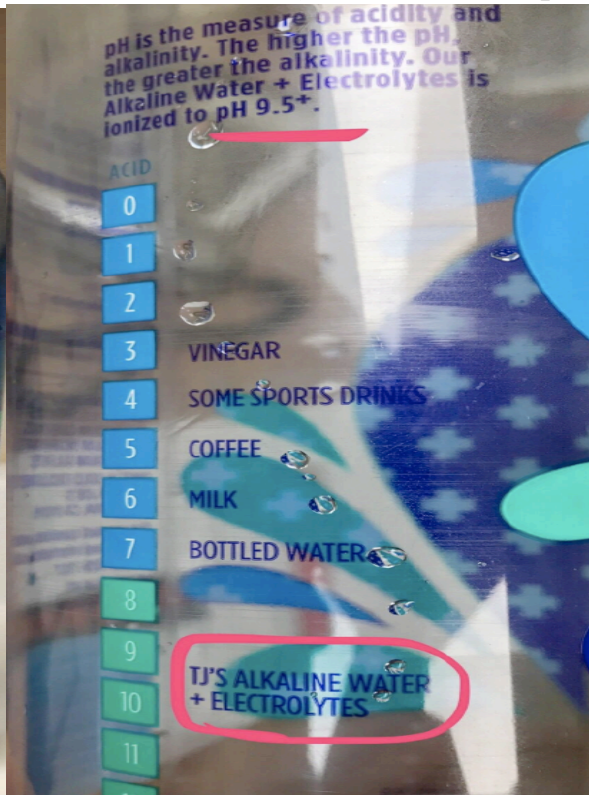 pH is the measure of acidity and
alkalinity. The higher the pH,
the greater the alkalinity. Our
Alkaline Water + Electrolytes is
ionized to pH 9.5+.
ACID
0
1
2
3 VINEGAR
4 SOME SPORTS DRINKS
5 COFFEE
6 MILK
7 BOTTLED WATER
8
9
TJ'S ALKALINE WATER
10 + ELECTROLYTES
11